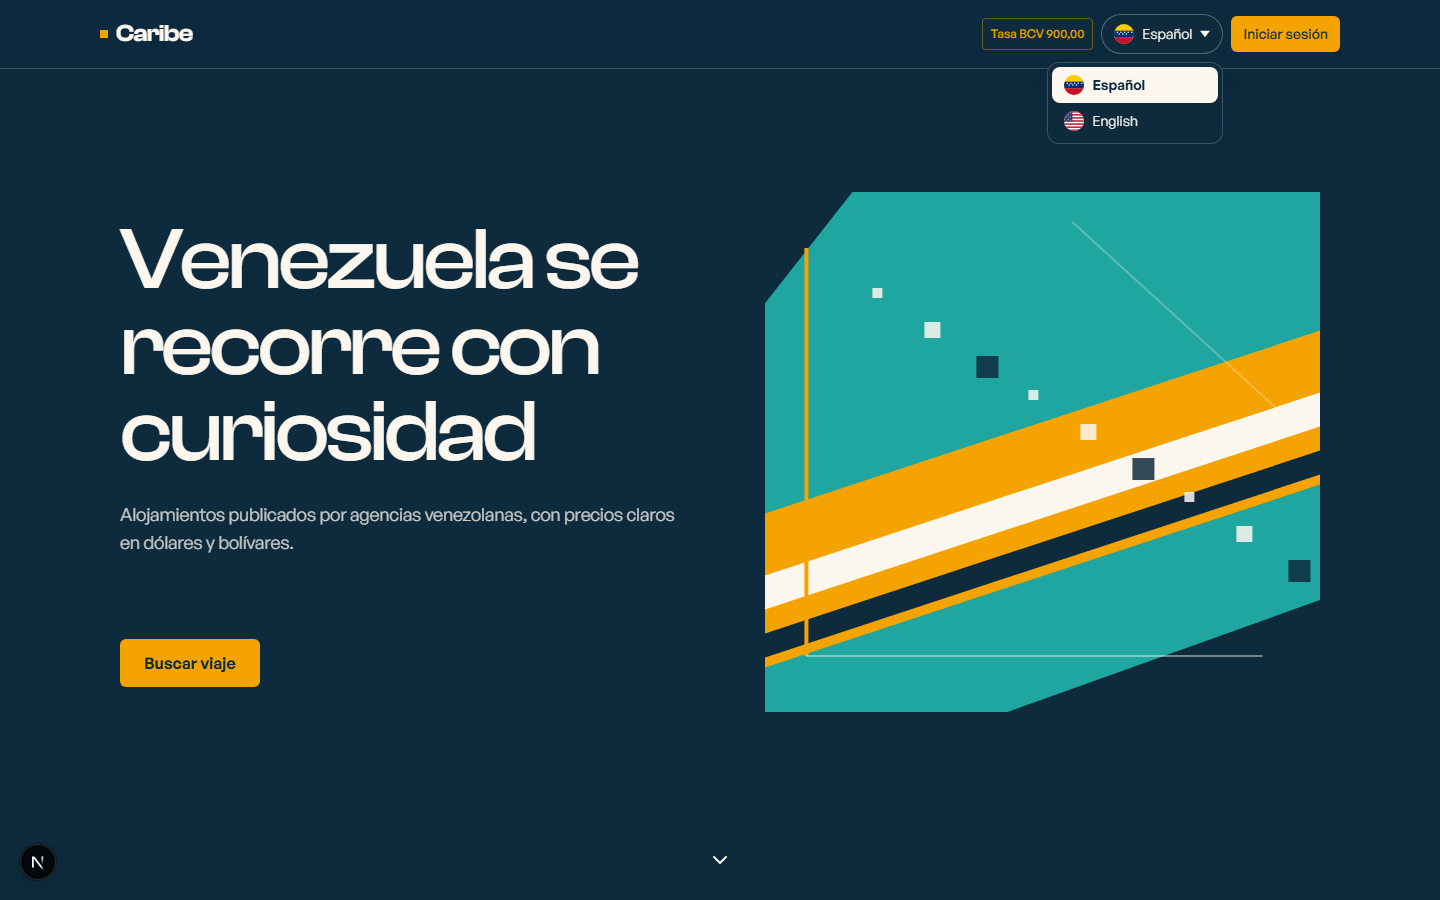 Caribe
Tasa BCV 900,00
Español
Iniciar sesión
Español
English
Venezuela se
recorre con
curiosidad
Alojamientos publicados por agencias venezolanas, con precios claros
en dólares y bolívares.
Buscar viaje
N